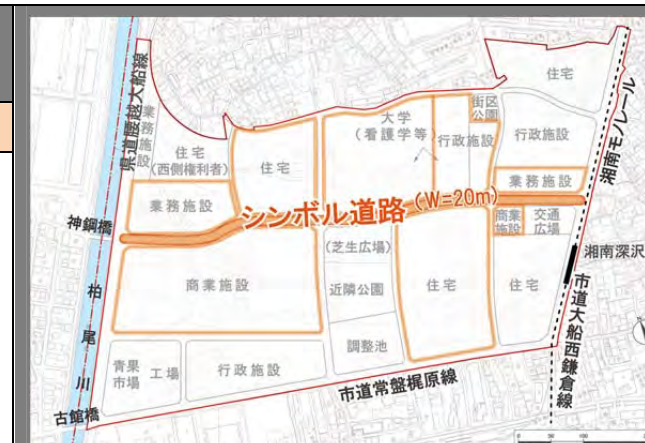 県道腰越大船線
業務施設
住宅
(西側権利者)
業務施設
神鋼橋
住宅
大学
(看護学等)
行政施設
街区
公園
住宅
行政施設
業務施設
湘南モノレール
シンボル道路(W=20m)
商業
施設
交通
広場
湘南深沢
商業施設
(芝生広場)
近隣公園
調整池
住宅
住宅
柏尾川
青果
市場
工場
行政施設
市道常盤梶原線
市道大船西鎌倉線
古館橋
0 50 100